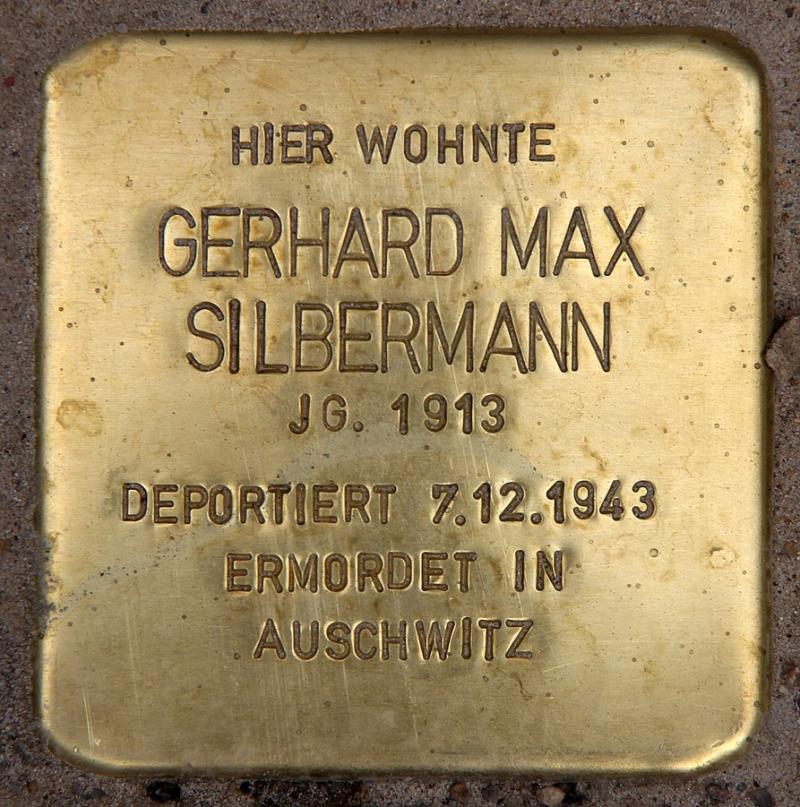 HIER WOHNTE
GERHARD MAX
SILBERMANN
JG. 1913
DEPORTIERT 7.12.1943
ERMORDET IN
AUSCHWITZ